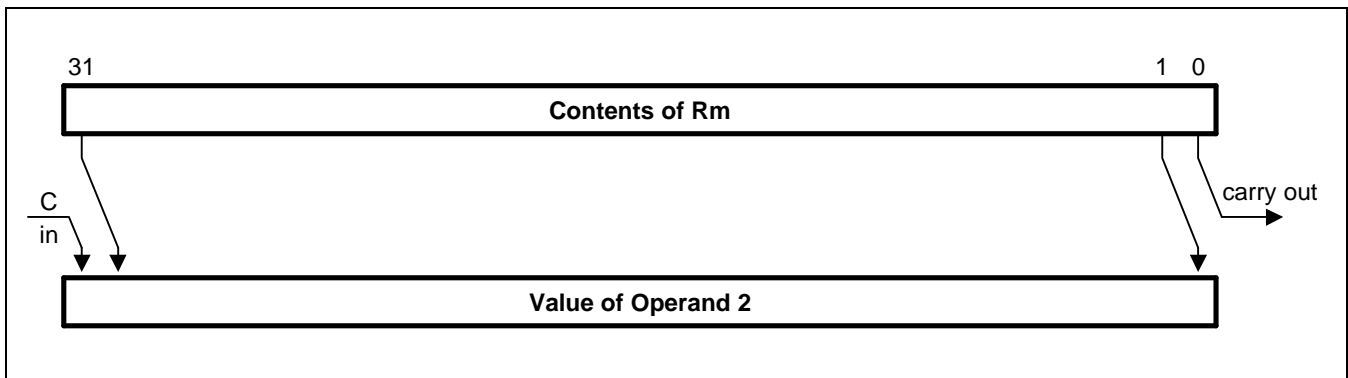 31
1 0
Contents of Rm
C
in
carry out
Value of Operand 2